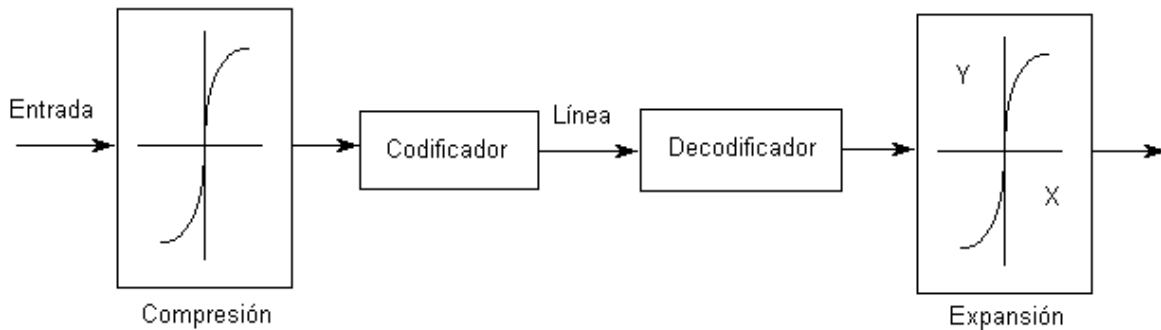 Entrada
Codificador
Línea
Decodificador
Y
X
Compresión
Expansión